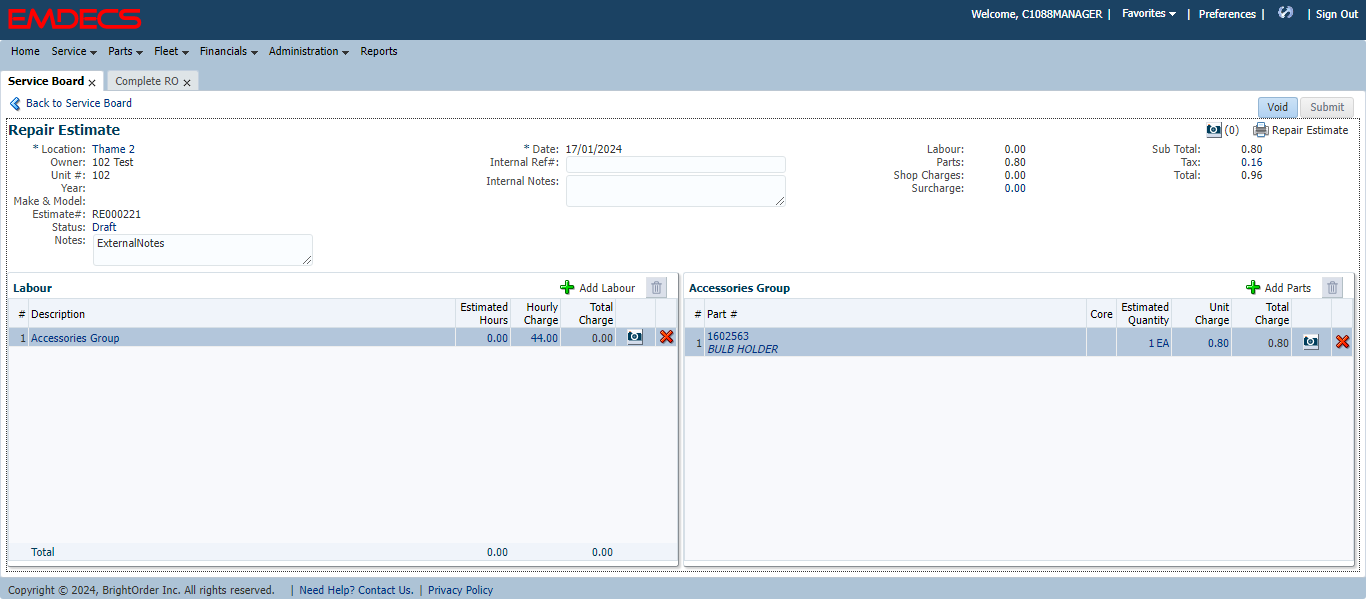 EMDECS
Welcome, C1088MANAGER | Favorites | Preferences | | Sign Out
Home Service Parts Fleet Financials Administration Reports
Service Board x Complete RO x
Back to Service Board
Void Submit
Repair Estimate
(0) Repair Estimate
* Location: Thame 2
Owner: 102 Test
Unit #: 102
Year:
Make & Model:
Estimate#: RE000221
Status: Draft
Notes: ExternalNotes
* Date: 17/01/2024
Internal Ref#:
Internal Notes:
Labour: 0.00
Parts: 0.80
Shop Charges: 0.00
Surcharge: 0.00
Sub Total: 0.80
Tax: 0.16
Total: 0.96
Labour Add Labour
# Description Estimated Hours Hourly Charge Total Charge
1 Accessories Group 0.00 44.00 0.00
Total 0.00 0.00
Accessories Group Add Parts
# Part # Core Estimated Quantity Unit Charge Total Charge
1 1602563 BULB HOLDER 1 EA 0.80 0.80
Copyright © 2024, BrightOrder Inc. All rights reserved. | Need Help? Contact Us. | Privacy Policy